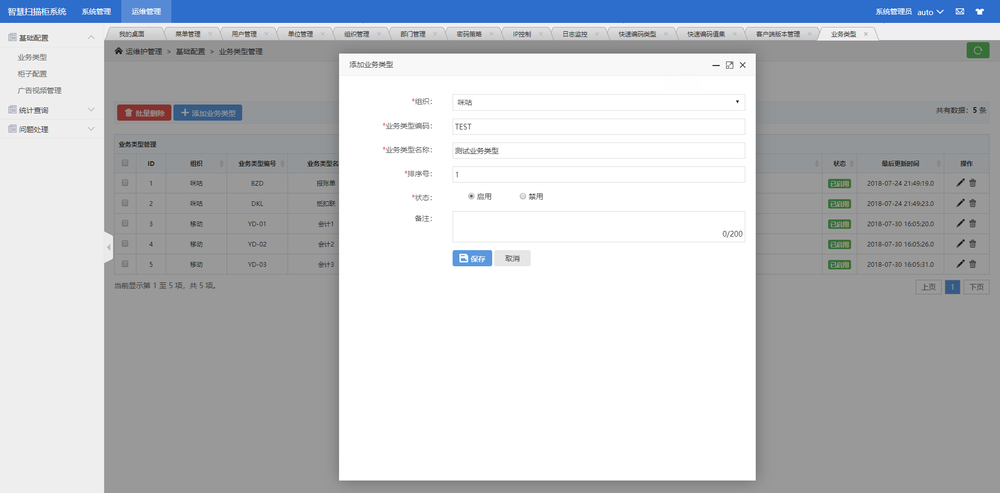 智慧扫描柜系统 系统管理 运维管理 系统管理员 auto
基础配置
业务类型
柜子配置
广告视频管理
统计查询
问题处理
我的桌面 菜单管理 用户管理 单位管理 组织管理 部门管理 密码策略 IP控制 日志监控 快速编码类型 快速编码值集 客户端版本管理 业务类型
运维护管理 > 基础配置 > 业务类型管理
批量删除 添加业务类型 共有数据：5 条
业务类型管理
ID 组织 业务类型编号 业务类型名 状态 最后更新时间 操作
1 咪咕 BZD 报账单 已启用 2018-07-24 21:49:19.0
2 咪咕 DKL 抵扣联 已启用 2018-07-24 21:49:23.0
3 移动 YD-01 会计1 已启用 2018-07-30 16:05:20.0
4 移动 YD-02 会计2 已启用 2018-07-30 16:05:26.0
5 移动 YD-03 会计3 已启用 2018-07-30 16:05:31.0
当前显示第 1 至 5 项，共 5 项。
上页 1 下页
添加业务类型
*组织： 咪咕
*业务类型编码： TEST
*业务类型名称： 测试业务类型
*排序号： 1
*状态： 启用 禁用
备注：
0/200
保存 取消